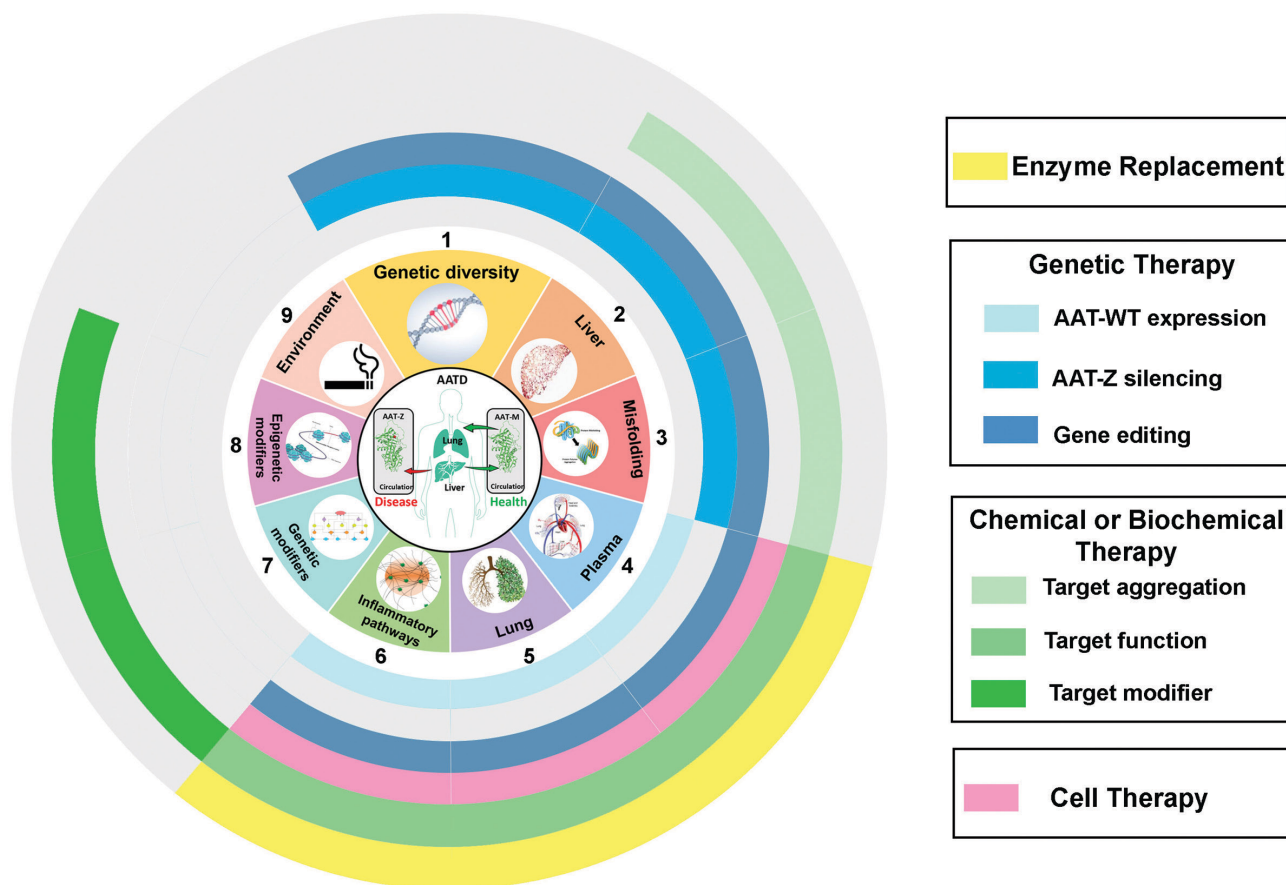 1
Genetic diversity
2
Liver
3
Misfolding
4
Plasma
5
Lung
6
Inflammatory
pathways
7
Genetic
modifiers
8
Epigenetic
modifiers
9
Environment
AATD
AAT-Z
AAT-M
Lung
Circulation
Liver
Circulation
Disease
Health
Enzyme Replacement
Genetic Therapy
AAT-WT expression
AAT-Z silencing
Gene editing
Chemical or Biochemical
Therapy
Target aggregation
Target function
Target modifier
Cell Therapy